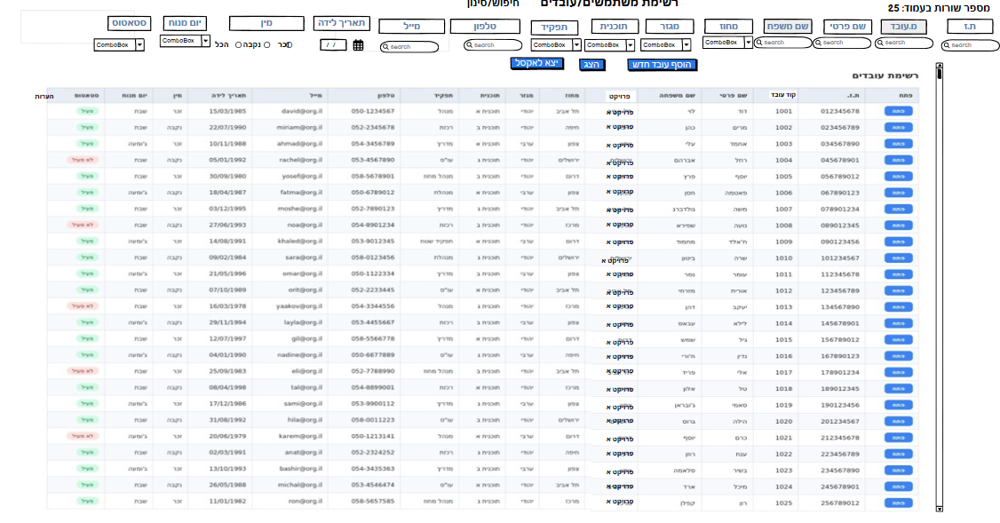 רשימת משתמשים/עובדים חיפוש/סינון
מספר שורות בעמוד: 25
ת.ז מ.עובד שם פרטי שם משפח מחוז מגזר תוכנית תפקיד טלפון מייל תאריך לידה מין יום מנוח סטאטוס
search search search search ComboBox ComboBox ComboBox ComboBox search search / / זכר נקבה הכל ComboBox ComboBox
הוסף עובד חדש הצג יצא לאקסל
רשימת עובדים
פתח ת.ז. קוד עובד שם פרטי שם משפחה פרויקט מחוז מגזר תוכנית תפקיד טלפון מייל תאריך לידה מין יום מנוח סטאטוס הערות
פתח 012345678 1001 דוד לוי פרויקט א תל אביב יהודי תוכנית א מנהל 050-1234567 david@org.il 15/03/1985 זכר שבת פעיל
פתח 023456789 1002 מרים כהן פרויקט א חיפה יהודי תוכנית ב רכזת 052-2345678 miriam@org.il 22/07/1990 נקבה שבת פעיל
פתח 034567890 1003 אחמד עלי פרויקט א צפון ערבי תוכנית א מדריך 054-3456789 ahmad@org.il 10/11/1988 זכר ג'ומעה פעיל
פתח 045678901 1004 רחל אברהם פרויקט א ירושלים יהודי תוכנית ג עו"ס 053-4567890 rachel@org.il 05/01/1992 נקבה שבת לא פעיל
פתח 056789012 1005 יוסף פרץ פרויקט א דרום יהודי תוכנית ב מנהל מחוז 058-5678901 yosef@org.il 30/09/1980 זכר שבת פעיל
פתח 067890123 1006 פאטמה חסן פרויקט א צפון ערבי תוכנית א מנהלת 050-6789012 fatma@org.il 18/04/1987 נקבה ג'ומעה פעיל
פתח 078901234 1007 משה גולדברג פרויקט א תל אביב יהודי תוכנית ג מדריך 052-7890123 moshe@org.il 03/12/1995 זכר שבת פעיל
פתח 089012345 1008 נועה שפירא פרויקט א מרכז יהודי תוכנית ב רכזת 054-8901234 noa@org.il 27/06/1993 נקבה שבת לא פעיל
פתח 090123456 1009 ח'אלד מחמוד פרויקט א דרום ערבי תוכנית א תפקיד שטח 053-9012345 khaled@org.il 14/08/1991 זכר ג'ומעה פעיל
פתח 101234567 1010 שרה ביטון פרויקט א ירושלים יהודי תוכנית ג מנהלת 058-0123456 sara@org.il 09/02/1984 נקבה שבת פעיל
פתח 112345678 1011 עומר נסר פרויקט א צפון ערבי תוכנית ב מדריך 050-1122334 omar@org.il 21/05/1996 זכר ג'ומעה פעיל
פתח 123456789 1012 אורית מזרחי פרויקט א תל אביב יהודי תוכנית א עו"ס 052-2233445 orit@org.il 07/10/1989 נקבה שבת פעיל
פתח 134567890 1013 יעקב דהן פרויקט א מרכז יהודי תוכנית ג מנהל 054-3344556 yaakov@org.il 16/03/1978 זכר שבת לא פעיל
פתח 145678901 1014 לילא עבאס פרויקט א צפון ערבי תוכנית ב רכזת 053-4455667 layla@org.il 29/11/1994 נקבה ג'ומעה פעיל
פתח 156789012 1015 גיל שמש פרויקט א דרום יהודי תוכנית א מדריך 058-5566778 gil@org.il 12/07/1997 זכר שבת פעיל
פתח 167890123 1016 נדין ח'ורי פרויקט א חיפה ערבי תוכנית ג עו"ס 050-6677889 nadine@org.il 04/01/1990 נקבה ג'ומעה פעיל
פתח 178901234 1017 אלי פריד פרויקט א תל אביב יהודי תוכנית ב מנהל מחוז 052-7788990 eli@org.il 25/09/1983 זכר שבת לא פעיל
פתח 189012345 1018 טל אלון פרויקט א מרכז יהודי תוכנית א רכזת 054-8899001 tal@org.il 08/04/1998 נקבה שבת פעיל
פתח 190123456 1019 סאמי ג'ובראן פרויקט א צפון ערבי תוכנית ג מדריך 053-9900112 sami@org.il 17/12/1986 זכר ג'ומעה פעיל
פתח 201234567 1020 הילה גרוס פרויקט א ירושלים יהודי תוכנית ב עו"ס 058-0011223 hila@org.il 31/08/1992 נקבה שבת פעיל
פתח 212345678 1021 כרם יוסף פרויקט א דרום ערבי תוכנית א מנהל 050-1213141 karem@org.il 20/06/1979 זכר ג'ומעה לא פעיל
פתח 223456789 1022 ענת רוזן פרויקט א חיפה יהודי תוכנית ג רכזת 052-2324252 anat@org.il 02/03/1991 נקבה שבת פעיל
פתח 234567890 1023 בשיר סלאמה פרויקט א צפון ערבי תוכנית ב מדריך 054-3435363 bashir@org.il 13/10/1993 זכר ג'ומעה פעיל
פתח 245678901 1024 מיכל ארד פרויקט א תל אביב יהודי תוכנית א עו"ס 053-4546474 michal@org.il 26/05/1988 נקבה שבת פעיל
פתח 256789012 1025 רון קפלן פרויקט א מרכז יהודי תוכנית ג מנהל מחוז 058-5657585 ron@org.il 11/01/1982 זכר שבת פעיל